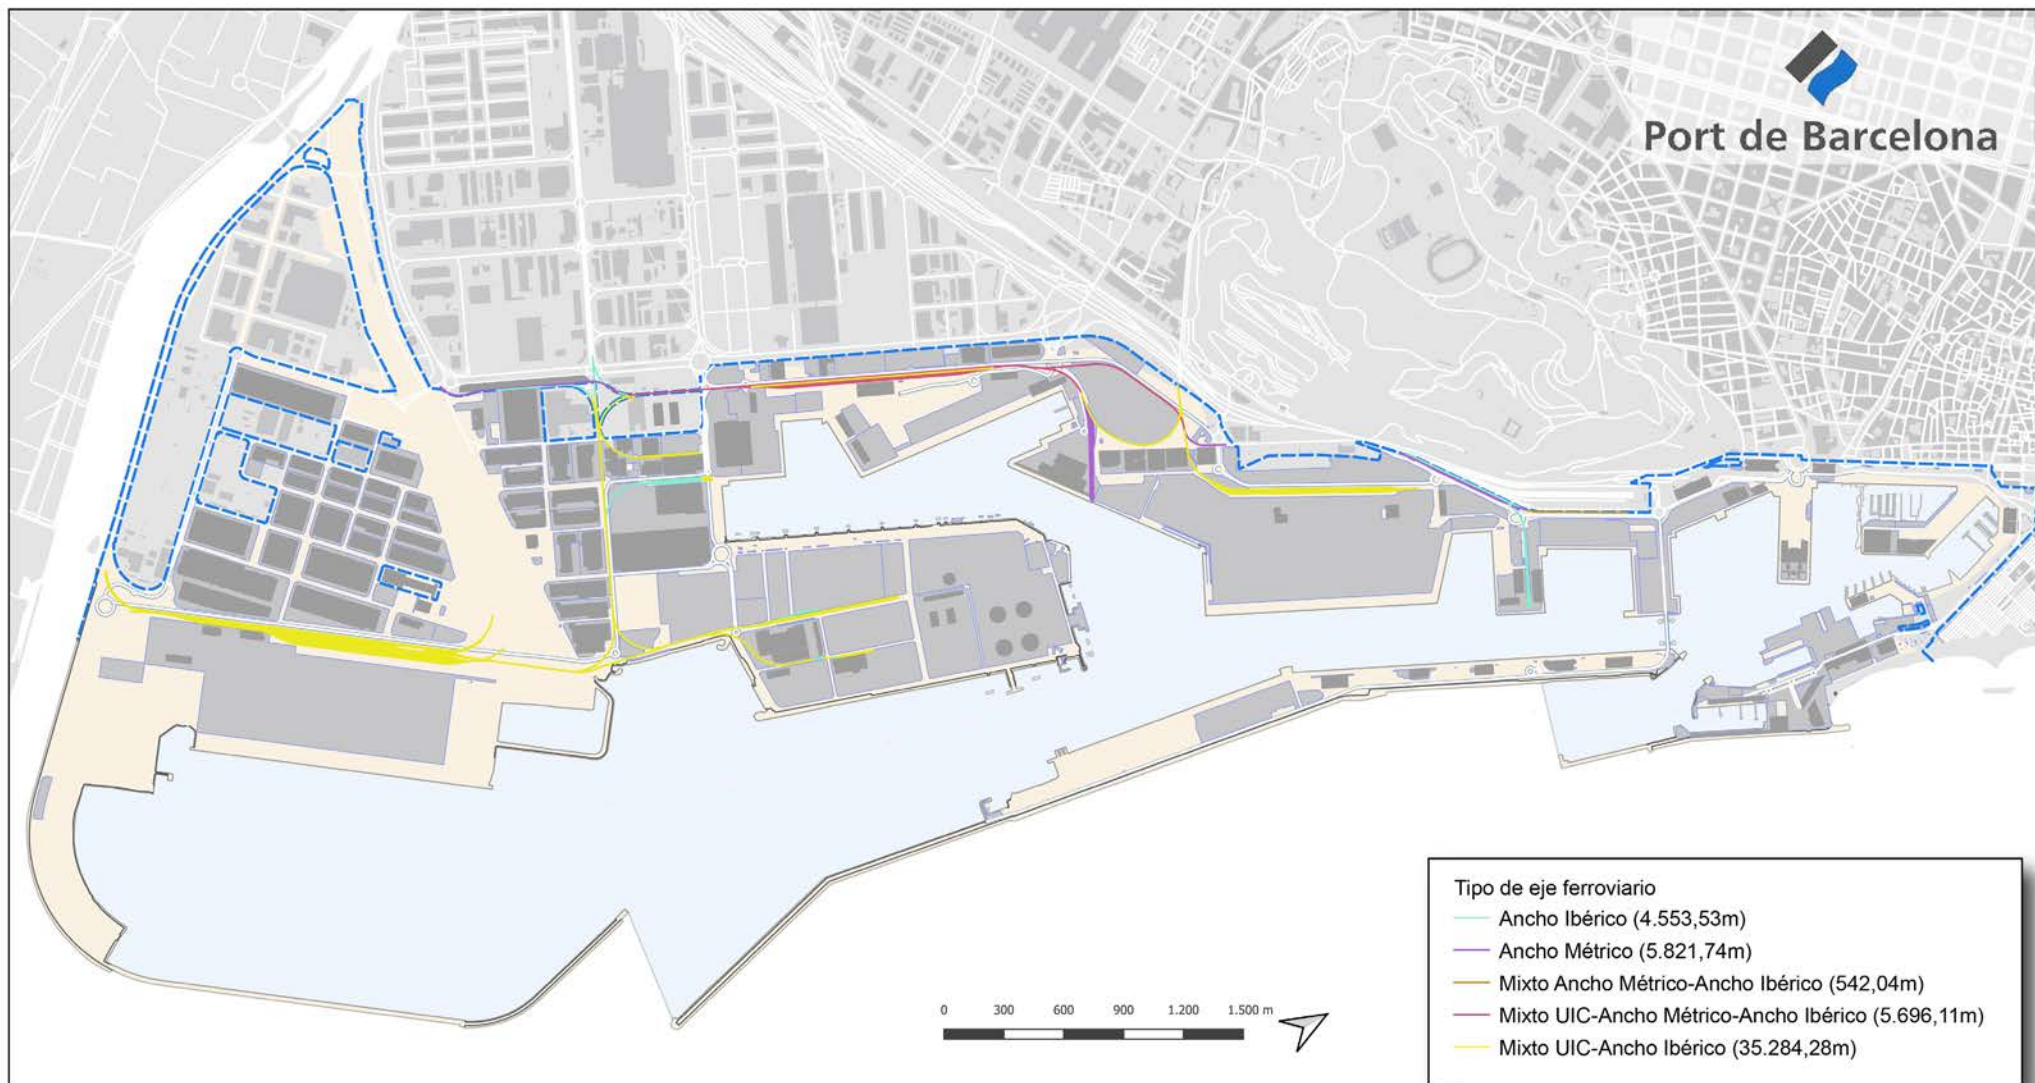 Port de Barcelona
0 300 600 900 1.200 1.500 m
Tipo de eje ferroviario
Ancho Ibérico (4.553,53m)
Ancho Métrico (5.821,74m)
Mixto Ancho Métrico-Ancho Ibérico (542,04m)
Mixto UIC-Ancho Métrico-Ancho Ibérico (5.696,11m)
Mixto UIC-Ancho Ibérico (35.284,28m)